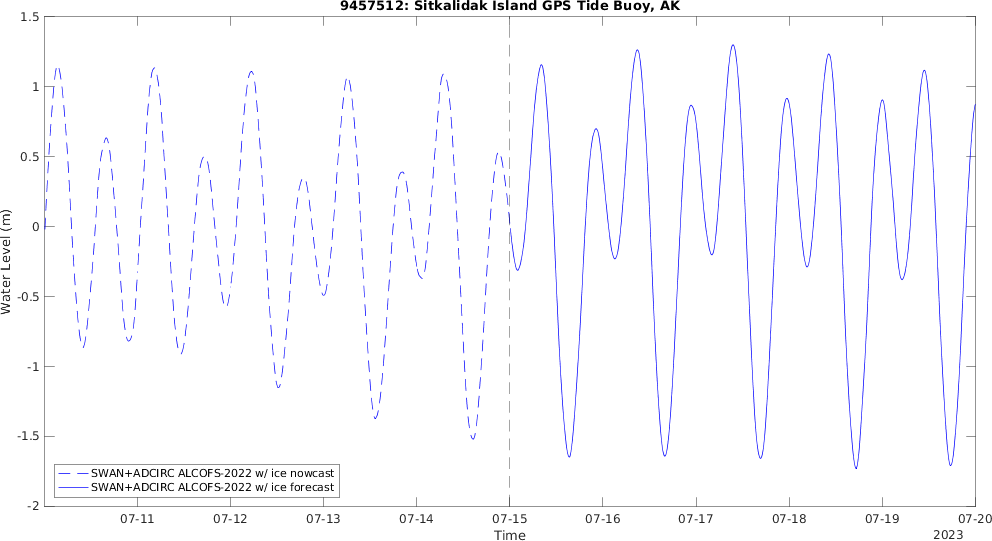 9457512: Sitkalidak Island GPS Tide Buoy, AK
1.5
1
0.5
0
-0.5
-1
-1.5
-2
Water Level (m)
SWAN+ADCIRC ALCOFS-2022 w/ ice nowcast
SWAN+ADCIRC ALCOFS-2022 w/ ice forecast
07-11 07-12 07-13 07-14 07-15 07-16 07-17 07-18 07-19 07-20
Time
2023